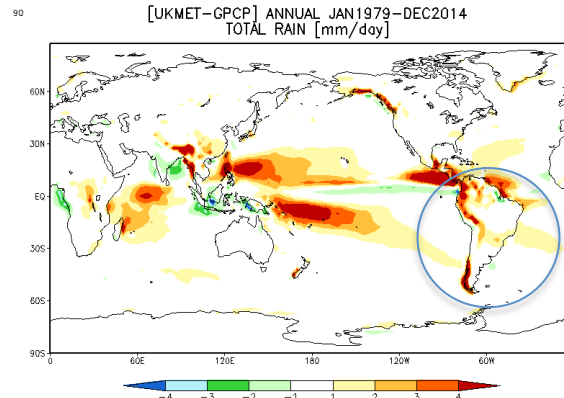 90
[UKMET-GPCP] ANNUAL JAN1979-DEC2014
TOTAL RAIN [mm/day]
60N
30N
EQ
30S
60S
90S
0 60E 120E 180 120W 60W
-4 -3 -2 -1 1 2 3 4